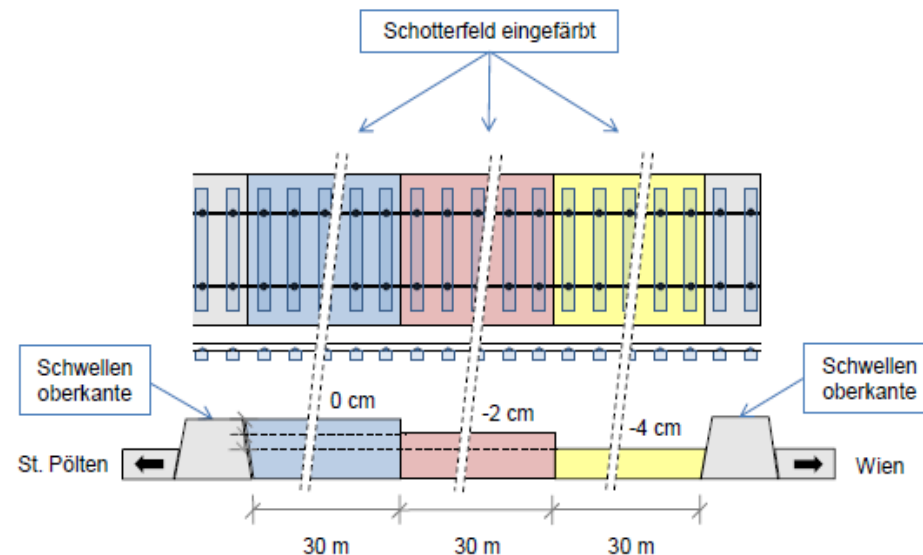 Schotterfeld eingefärbt
Schwellen
oberkante
Schwellen
oberkante
0 cm
-2 cm
-4 cm
St. Pölten
Wien
30 m
30 m
30 m